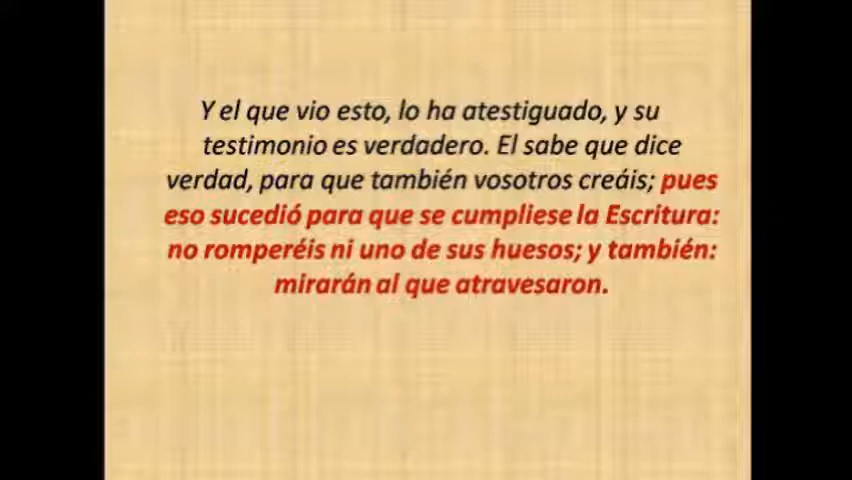 Y el que vio esto, lo ha atestiguado, y su
testimonio es verdadero. El sabe que dice
verdad, para que también vosotros creáis; pues
eso sucedió para que se cumpliese la Escritura:
no romperéis ni uno de sus huesos; y también:
mirarán al que atravesaron.